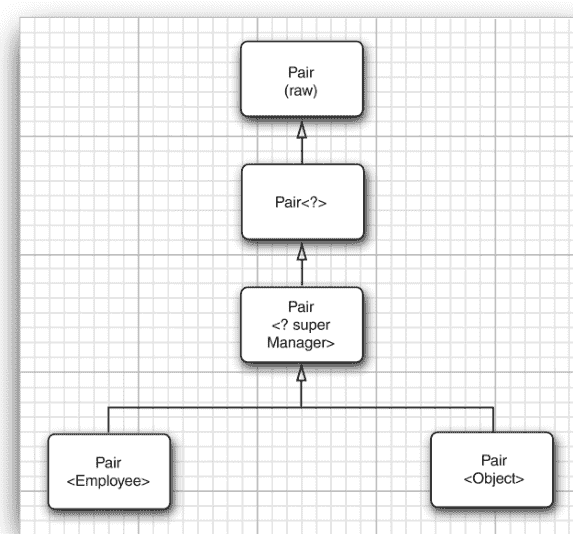 Pair
(raw)
Pair<?>
Pair
<? super
Manager>
Pair
<Employee>
Pair
<Object>